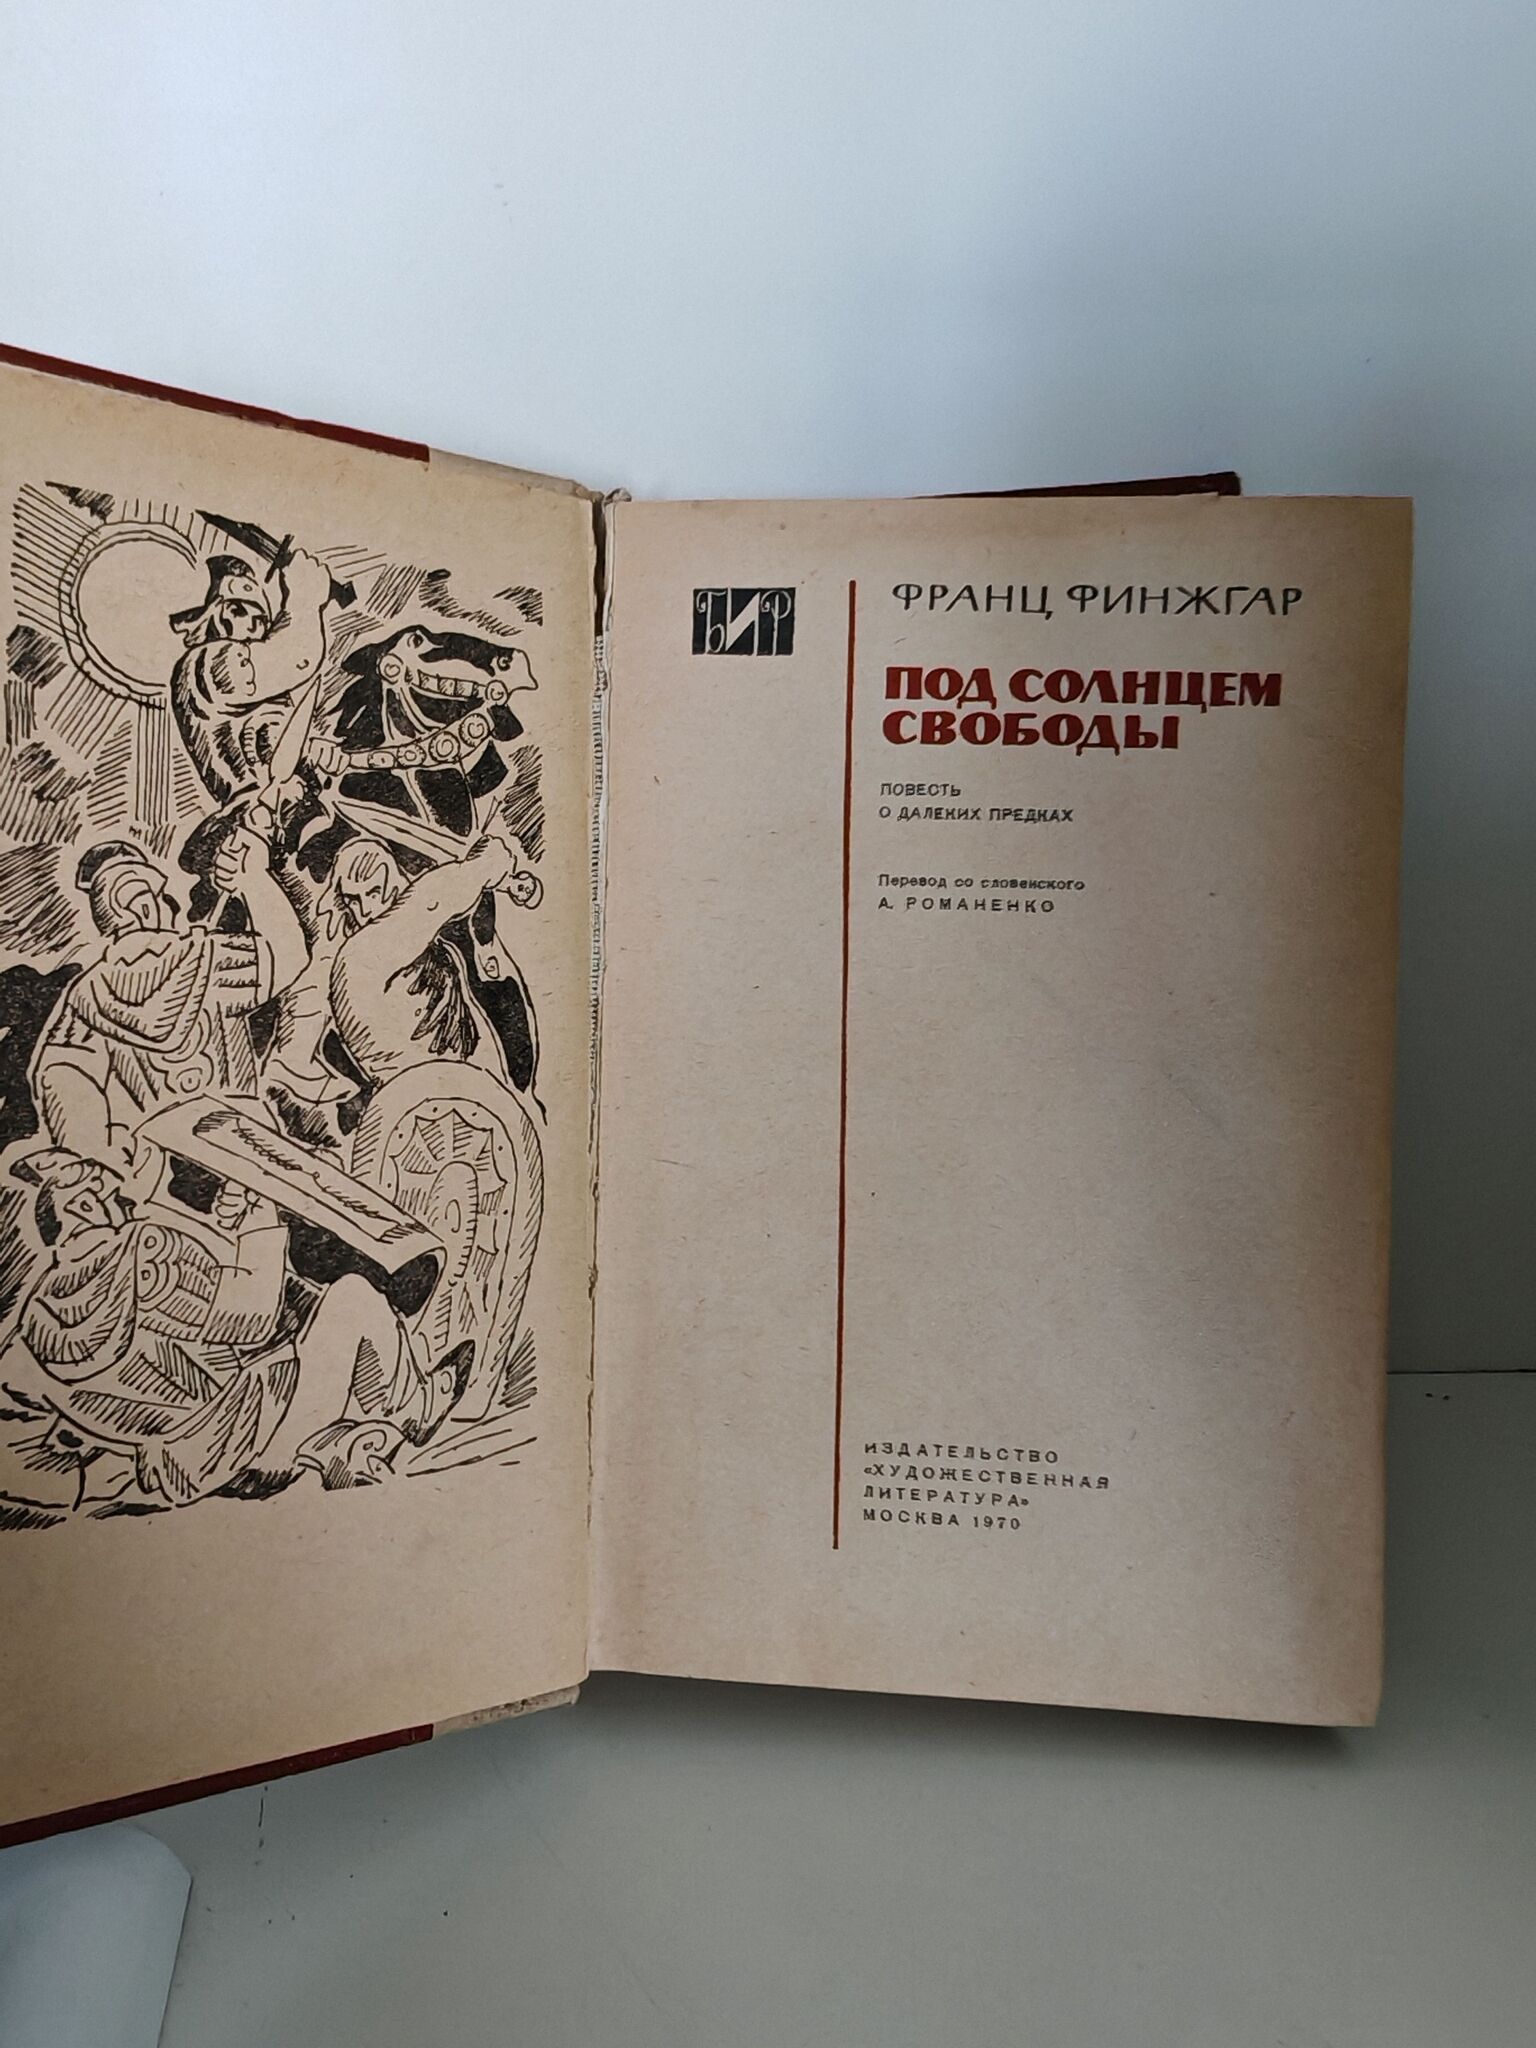 БИР
ФРАНЦ ФИНЖГАР
ПОД СОЛНЦЕМ
СВОБОДЫ
ПОВЕСТЬ
О ДАЛЕКИХ ПРЕДКАХ
Перевод со словенского
А. РОМАНЕНКО
ИЗДАТЕЛЬСТВО
«ХУДОЖЕСТВЕННАЯ
ЛИТЕРАТУРА»
МОСКВА 1970